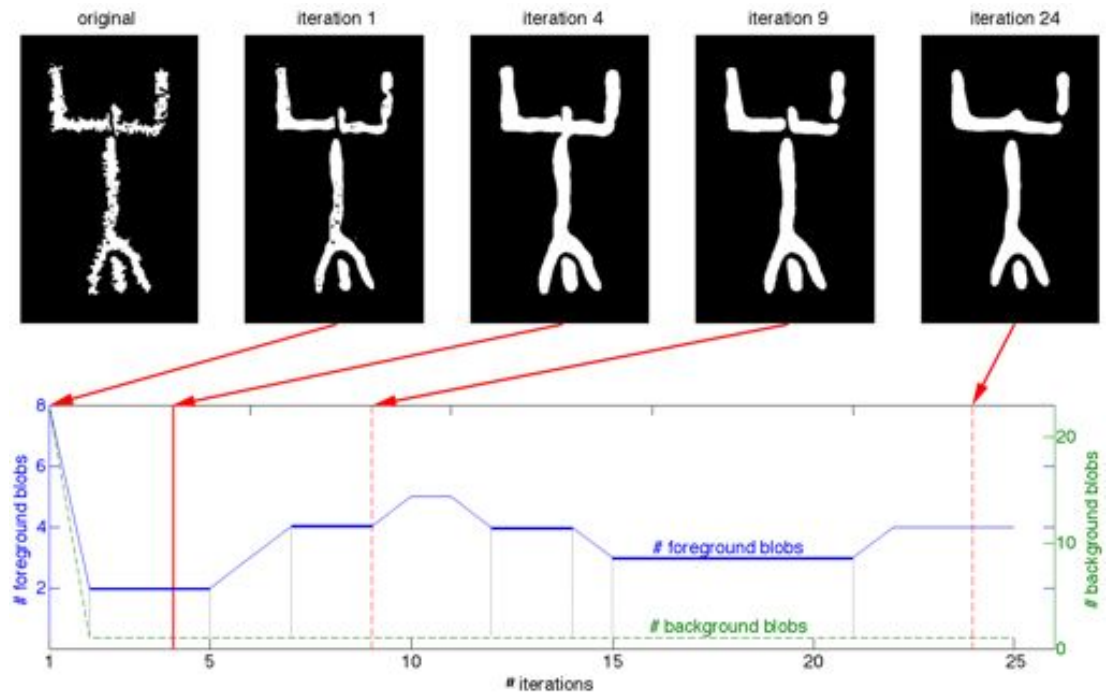 original iteration 1 iteration 4 iteration 9 iteration 24
8
6
4
2
# foreground blobs
# foreground blobs
# background blobs
20
10
0
# background blobs
1 5 10 15 20 25
# iterations